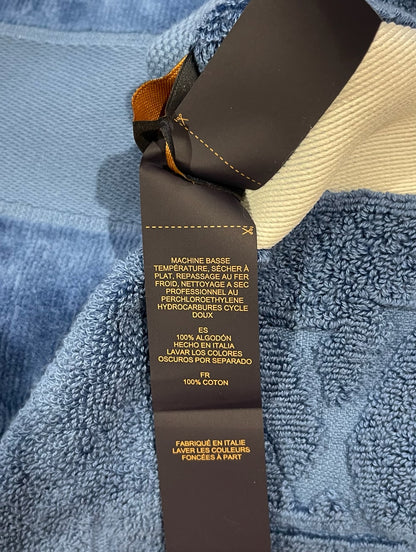 MACHINE BASSE
TEMPÉRATURE, SÉCHER À
PLAT, REPASSAGE AU FER
FROID, NETTOYAGE A SEC
PROFESSIONNEL AU
PERCHLOROETHYLENE
HYDROCARBURES CYCLE
DOUX
ES
100% ALGODÓN
HECHO EN ITALIA
LAVAR LOS COLORES
OSCUROS POR SEPARADO
FR
100% COTON
FABRIQUÉ EN ITALIE
LAVER LES COULEURS
FONCÉES À PART